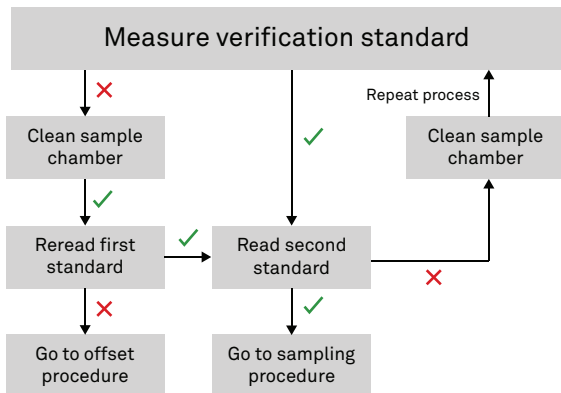 Measure verification standard
Repeat process
Clean sample
chamber
Clean sample
chamber
Reread first
standard
Read second
standard
Go to offset
procedure
Go to sampling
procedure